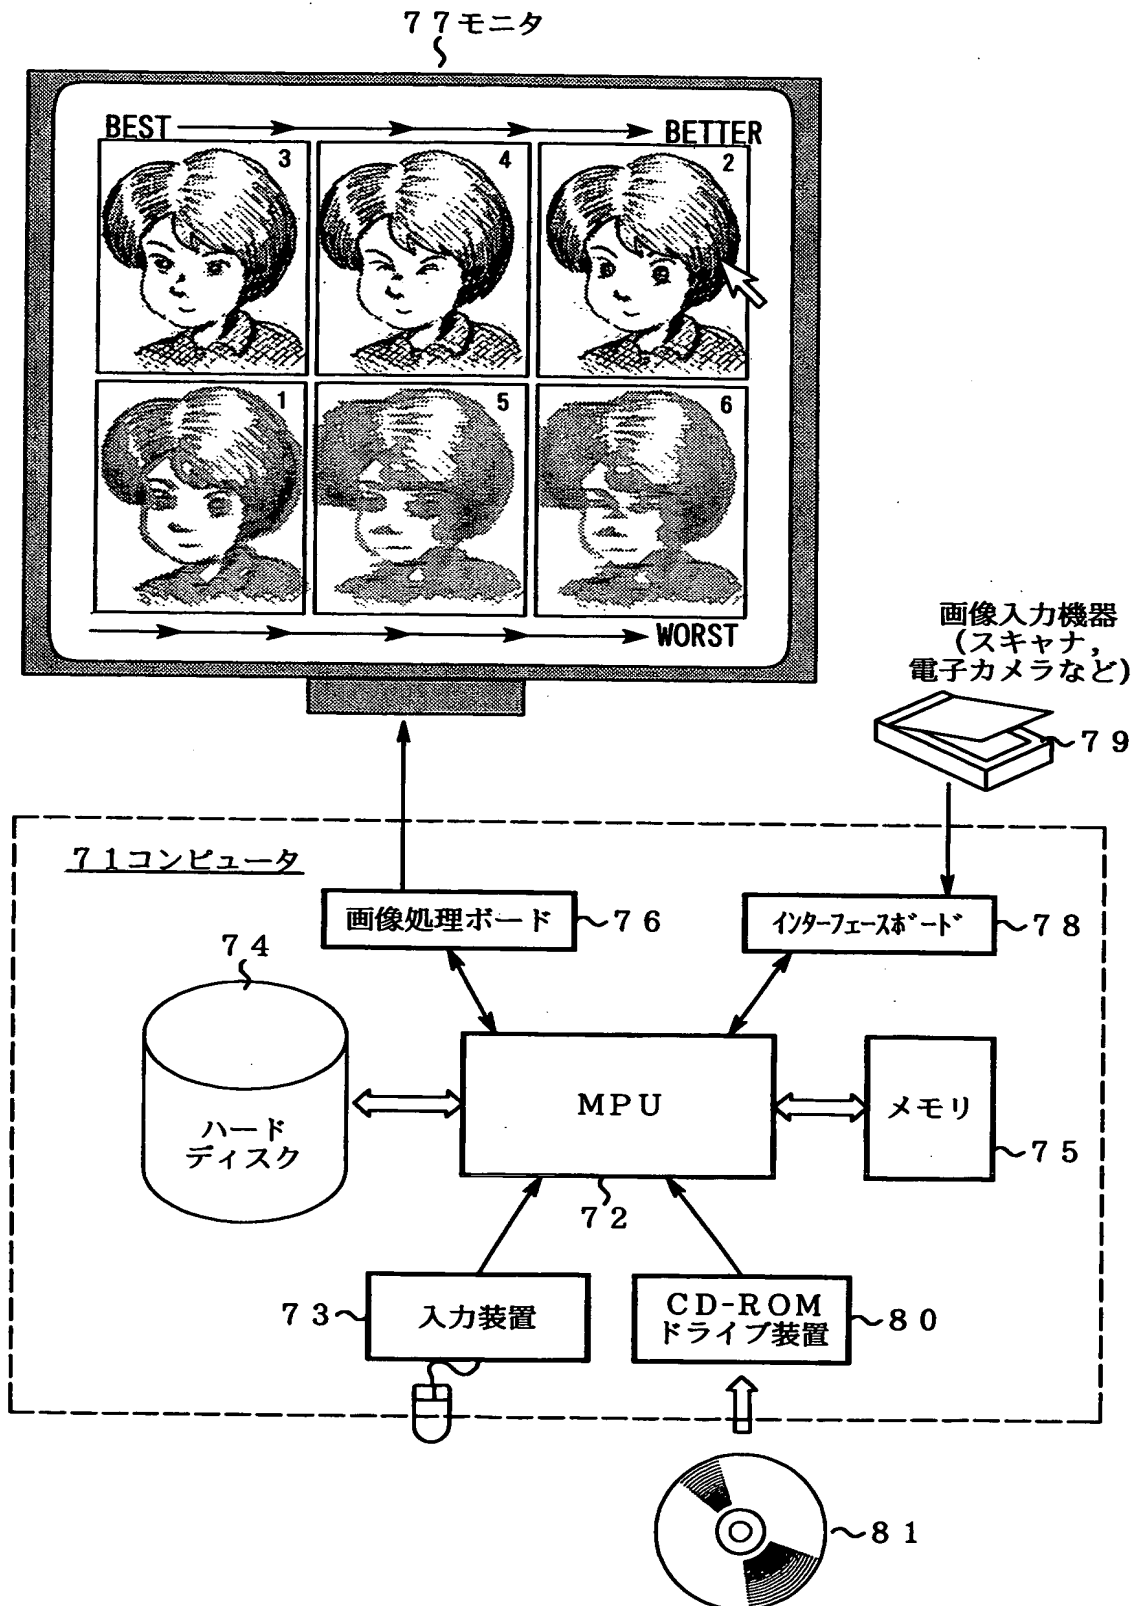 77モニタ
BEST BETTER
3 4 2
1 5 6
WORST
画像入力機器
(スキャナ,
電子カメラなど)
79
71コンピュータ
画像処理ボード 76
インターフェースボード 78
74
ハード
ディスク
MPU
メモリ
75
72
73 入力装置
CD-ROM
ドライブ装置
80
81